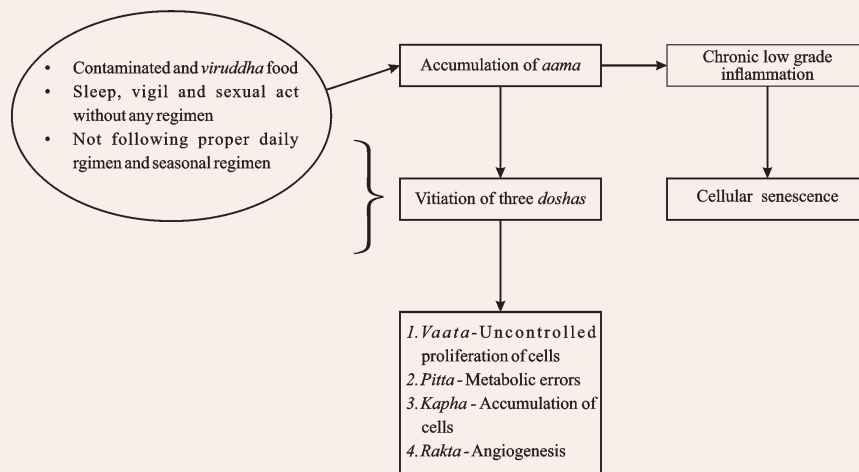 • Contaminated and viruddha food
• Sleep, vigil and sexual act
without any regimen
• Not following proper daily
rgimen and seasonal regimen
Accumulation of aama
Chronic low grade
inflammation
Vitiation of three doshas
Cellular senescence
1. Vaata-Uncontrolled
proliferation of cells
2. Pitta - Metabolic errors
3. Kapha - Accumulation of
cells
4. Rakta - Angiogenesis